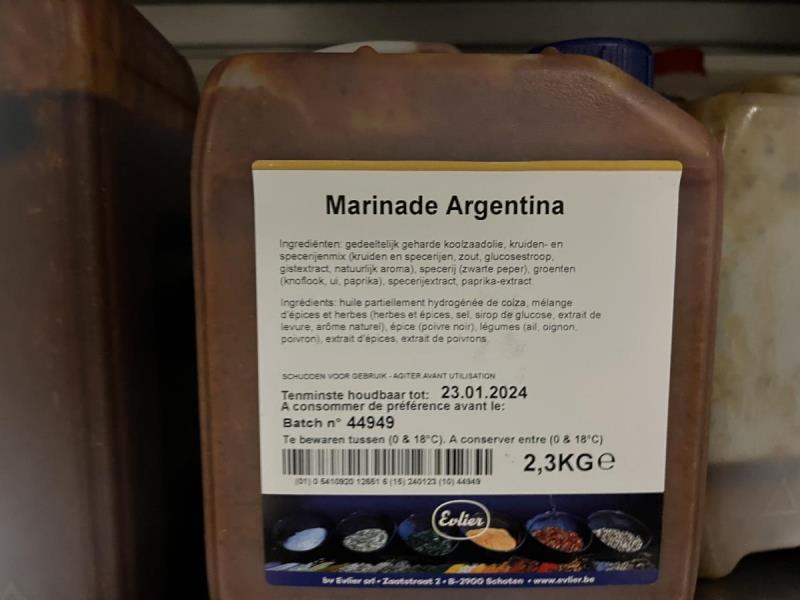 Marinade Argentina
Ingrediënten: gedeeltelijk geharde koolzaadolie, kruiden- en
specerijenmix (kruiden en specerijen, zout, glucosestroop,
gistextract, natuurlijk aroma), specerij (zwarte peper), groenten
(knoflook, ui, paprika), specerijextract, paprika-extract.
Ingrédients: huile partiellement hydrogénée de colza, mélange
d'épices et herbes (herbes et épices, sel, sirop de glucose, extrait de
levure, arôme naturel), épice (poivre noir), légumes (ail, oignon,
poivron), extrait d'épices, extrait de poivrons.
SCHUDDEN VOOR GEBRUIK - AGITER AVANT UTILISATION
Tenminste houdbaar tot: 23.01.2024
A consommer de préférence avant le:
Batch n° 44949
Te bewaren tussen (0 & 18°C). A conserver entre (0 & 18°C)
2,3KG℮
(01) 0 5410920 12651 6 (15) 240123 (10) 44949
Evlier
bv Evlier srl • Zaatstraat 2 • B-2900 Schoten • www.evlier.be